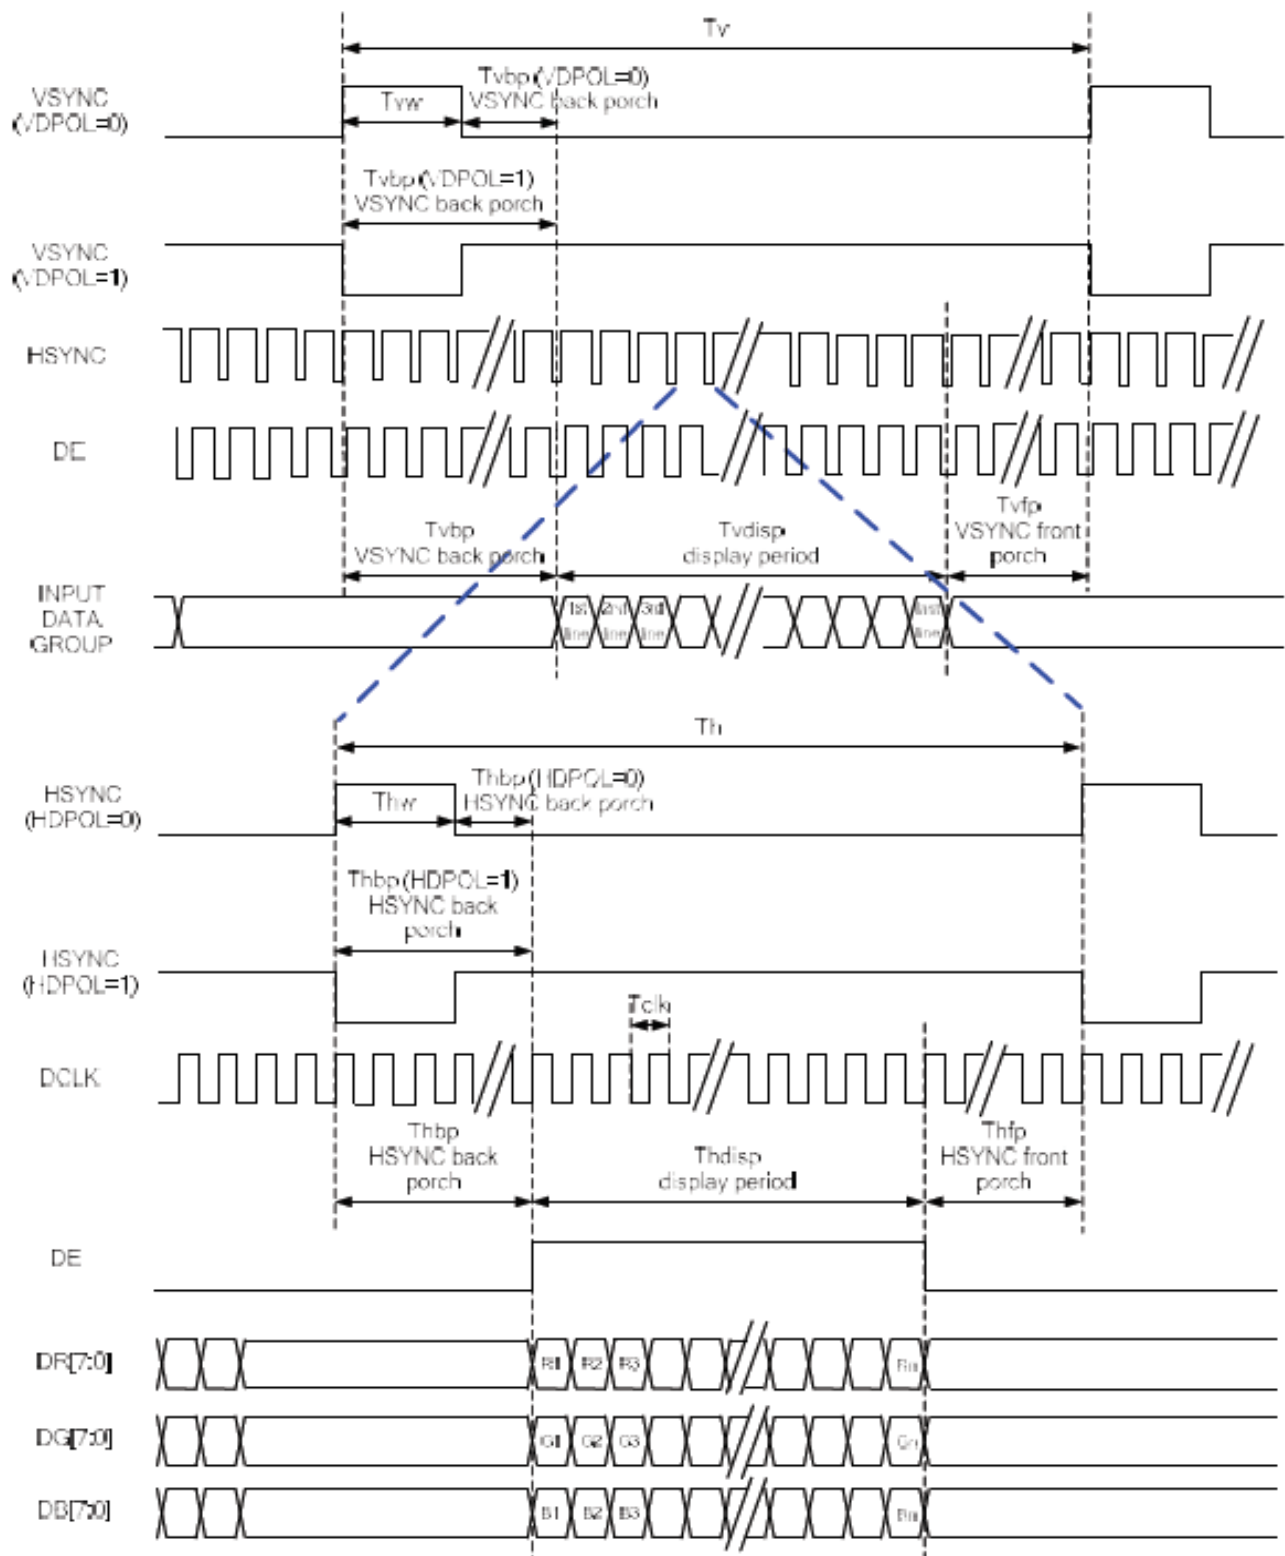 Tv
VSYNC
(VDPOL=0)
Tvw
Tvbp (VDPOL=0)
VSYNC back porch
Tvbp (VDPOL=1)
VSYNC back porch
VSYNC
(VDPOL=1)
HSYNC
DE
Tvbp
VSYNC back porch
Tvdisp
display period
Tvfp
VSYNC front
porch
INPUT
DATA
GROUP
1st
line
2nd
line
3rd
line
last
line
Th
HSYNC
(HDPOL=0)
Thw
Thbp (HDPOL=0)
HSYNC back porch
Thbp (HDPOL=1)
HSYNC back
porch
HSYNC
(HDPOL=1)
Tclk
DCLK
Thbp
HSYNC back
porch
Thdisp
display period
Thfp
HSYNC front
porch
DE
DR[7:0]
R1 R2 R3 Rn
DG[7:0]
G1 G2 G3 Gn
DB[7:0]
B1 B2 B3 Bn